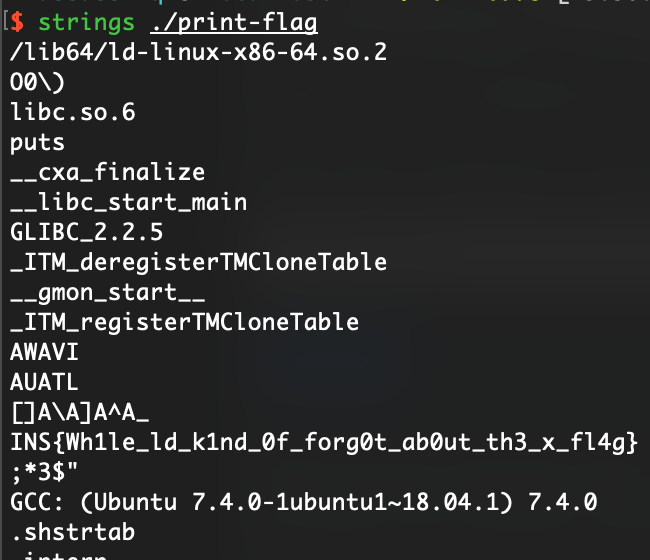 [$ strings ./print-flag
/lib64/ld-linux-x86-64.so.2
O0\)
libc.so.6
puts
__cxa_finalize
__libc_start_main
GLIBC_2.2.5
_ITM_deregisterTMCloneTable
__gmon_start__
_ITM_registerTMCloneTable
AWAVI
AUATL
[]A\A]A^A_
INS{Wh1le_ld_k1nd_0f_forg0t_ab0ut_th3_x_fl4g}
;*3$"
GCC: (Ubuntu 7.4.0-1ubuntu1~18.04.1) 7.4.0
.shstrtab